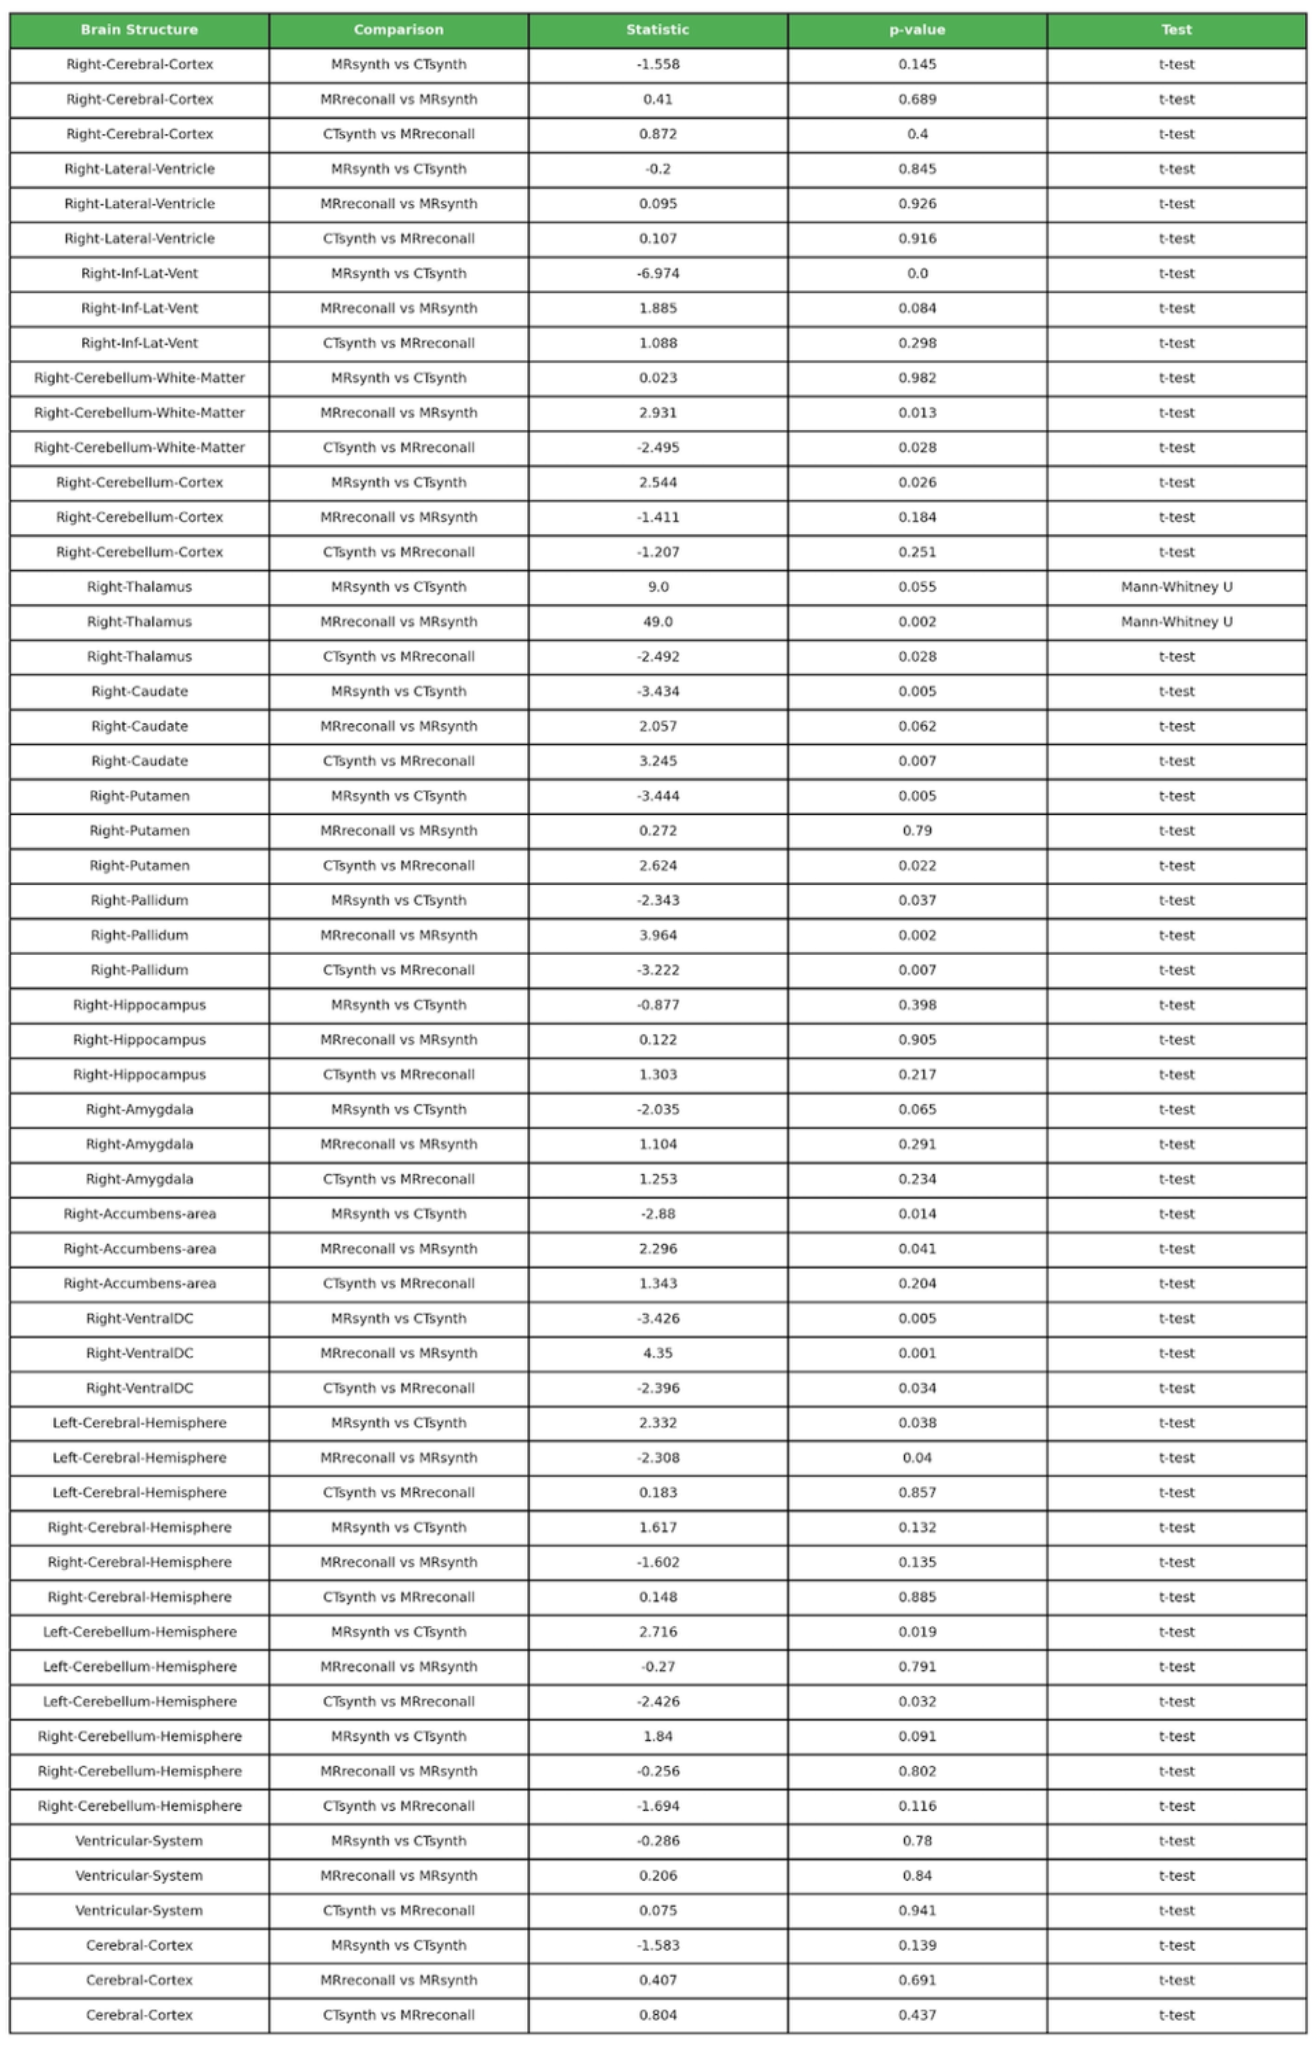 Brain Structure Comparison Statistic p-value Test
Right-Cerebral-Cortex MRsynth vs CTsynth -1.558 0.145 t-test
Right-Cerebral-Cortex MRreconall vs MRsynth 0.41 0.689 t-test
Right-Cerebral-Cortex CTsynth vs MRreconall 0.872 0.4 t-test
Right-Lateral-Ventricle MRsynth vs CTsynth -0.2 0.845 t-test
Right-Lateral-Ventricle MRreconall vs MRsynth 0.095 0.926 t-test
Right-Lateral-Ventricle CTsynth vs MRreconall 0.107 0.916 t-test
Right-Inf-Lat-Vent MRsynth vs CTsynth -6.974 0.0 t-test
Right-Inf-Lat-Vent MRreconall vs MRsynth 1.885 0.084 t-test
Right-Inf-Lat-Vent CTsynth vs MRreconall 1.088 0.298 t-test
Right-Cerebellum-White-Matter MRsynth vs CTsynth 0.023 0.982 t-test
Right-Cerebellum-White-Matter MRreconall vs MRsynth 2.931 0.013 t-test
Right-Cerebellum-White-Matter CTsynth vs MRreconall -2.495 0.028 t-test
Right-Cerebellum-Cortex MRsynth vs CTsynth 2.544 0.026 t-test
Right-Cerebellum-Cortex MRreconall vs MRsynth -1.411 0.184 t-test
Right-Cerebellum-Cortex CTsynth vs MRreconall -1.207 0.251 t-test
Right-Thalamus MRsynth vs CTsynth 9.0 0.055 Mann-Whitney U
Right-Thalamus MRreconall vs MRsynth 49.0 0.002 Mann-Whitney U
Right-Thalamus CTsynth vs MRreconall -2.492 0.028 t-test
Right-Caudate MRsynth vs CTsynth -3.434 0.005 t-test
Right-Caudate MRreconall vs MRsynth 2.057 0.062 t-test
Right-Caudate CTsynth vs MRreconall 3.245 0.007 t-test
Right-Putamen MRsynth vs CTsynth -3.444 0.005 t-test
Right-Putamen MRreconall vs MRsynth 0.272 0.79 t-test
Right-Putamen CTsynth vs MRreconall 2.624 0.022 t-test
Right-Pallidum MRsynth vs CTsynth -2.343 0.037 t-test
Right-Pallidum MRreconall vs MRsynth 3.964 0.002 t-test
Right-Pallidum CTsynth vs MRreconall -3.222 0.007 t-test
Right-Hippocampus MRsynth vs CTsynth -0.877 0.398 t-test
Right-Hippocampus MRreconall vs MRsynth 0.122 0.905 t-test
Right-Hippocampus CTsynth vs MRreconall 1.303 0.217 t-test
Right-Amygdala MRsynth vs CTsynth -2.035 0.065 t-test
Right-Amygdala MRreconall vs MRsynth 1.104 0.291 t-test
Right-Amygdala CTsynth vs MRreconall 1.253 0.234 t-test
Right-Accumbens-area MRsynth vs CTsynth -2.88 0.014 t-test
Right-Accumbens-area MRreconall vs MRsynth 2.296 0.041 t-test
Right-Accumbens-area CTsynth vs MRreconall 1.343 0.204 t-test
Right-VentralDC MRsynth vs CTsynth -3.426 0.005 t-test
Right-VentralDC MRreconall vs MRsynth 4.35 0.001 t-test
Right-VentralDC CTsynth vs MRreconall -2.396 0.034 t-test
Left-Cerebral-Hemisphere MRsynth vs CTsynth 2.332 0.038 t-test
Left-Cerebral-Hemisphere MRreconall vs MRsynth -2.308 0.04 t-test
Left-Cerebral-Hemisphere CTsynth vs MRreconall 0.183 0.857 t-test
Right-Cerebral-Hemisphere MRsynth vs CTsynth 1.617 0.132 t-test
Right-Cerebral-Hemisphere MRreconall vs MRsynth -1.602 0.135 t-test
Right-Cerebral-Hemisphere CTsynth vs MRreconall 0.148 0.885 t-test
Left-Cerebellum-Hemisphere MRsynth vs CTsynth 2.716 0.019 t-test
Left-Cerebellum-Hemisphere MRreconall vs MRsynth -0.27 0.791 t-test
Left-Cerebellum-Hemisphere CTsynth vs MRreconall -2.426 0.032 t-test
Right-Cerebellum-Hemisphere MRsynth vs CTsynth 1.84 0.091 t-test
Right-Cerebellum-Hemisphere MRreconall vs MRsynth -0.256 0.802 t-test
Right-Cerebellum-Hemisphere CTsynth vs MRreconall -1.694 0.116 t-test
Ventricular-System MRsynth vs CTsynth -0.286 0.78 t-test
Ventricular-System MRreconall vs MRsynth 0.206 0.84 t-test
Ventricular-System CTsynth vs MRreconall 0.075 0.941 t-test
Cerebral-Cortex MRsynth vs CTsynth -1.583 0.139 t-test
Cerebral-Cortex MRreconall vs MRsynth 0.407 0.691 t-test
Cerebral-Cortex CTsynth vs MRreconall 0.804 0.437 t-test